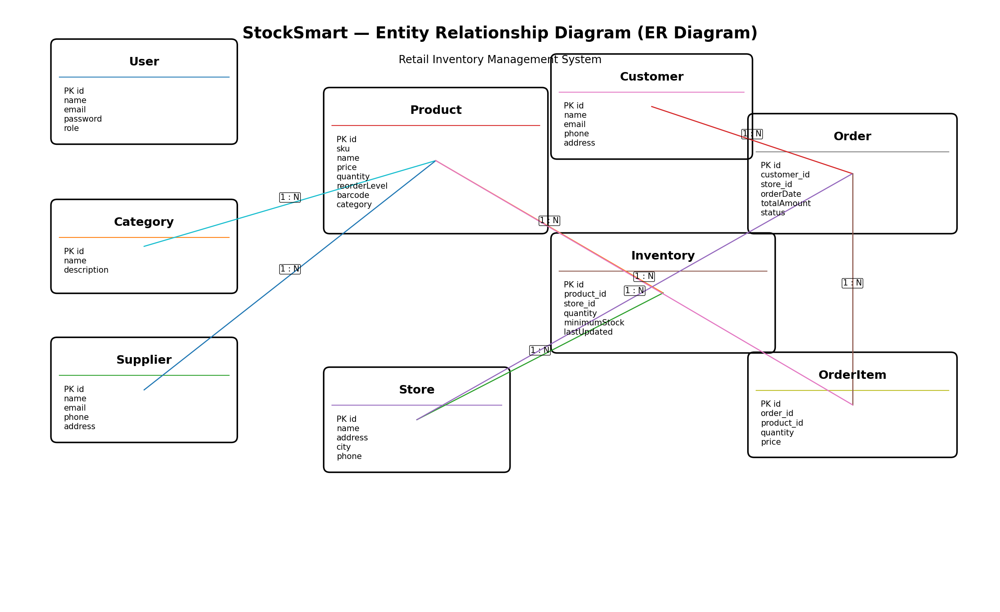 StockSmart — Entity Relationship Diagram (ER Diagram)
Retail Inventory Management System
User
PK id
name
email
password
role
Category
PK id
name
description
Supplier
PK id
name
email
phone
address
Product
PK id
sku
name
price
quantity
reorderLevel
barcode
category
Store
PK id
name
address
city
phone
Customer
PK id
name
email
phone
address
Inventory
PK id
product_id
store_id
quantity
minimumStock
lastUpdated
Order
PK id
customer_id
store_id
orderDate
totalAmount
status
OrderItem
PK id
order_id
product_id
quantity
price
1 : N
1 : N
1 : N
1 : N
1 : N
1 : N
1 : N
1 : N